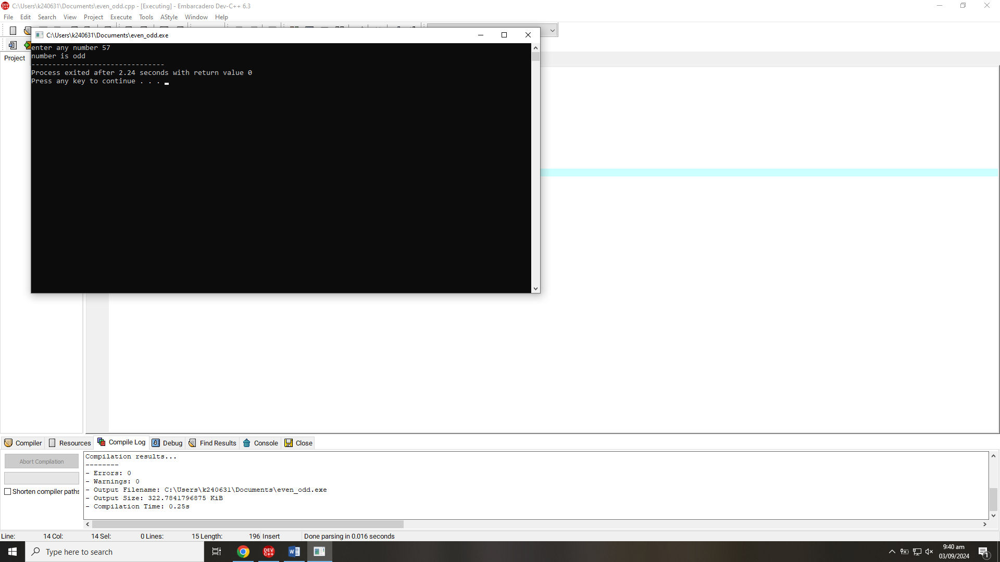 C:\Users\k240631\Documents\even_odd.cpp - [Executing] - Embarcadero Dev-C++ 6.3
File Edit Search View Project Execute Tools AStyle Window Help
C:\Users\k240631\Documents\even_odd.exe
enter any number 57
number is odd
--------------------------------
Process exited after 2.24 seconds with return value 0
Press any key to continue . . .
Project
Compiler Resources Compile Log Debug Find Results Console Close
Abort Compilation
Shorten compiler paths
Compilation results...
--------
- Errors: 0
- Warnings: 0
- Output Filename: C:\Users\k240631\Documents\even_odd.exe
- Output Size: 322.7841796875 KiB
- Compilation Time: 0.25s
Line: 14 Col: 14 Sel: 0 Lines: 15 Length: 196 Insert Done parsing in 0.016 seconds
Type here to search
DEV C++
9:40 am
03/09/2024
1